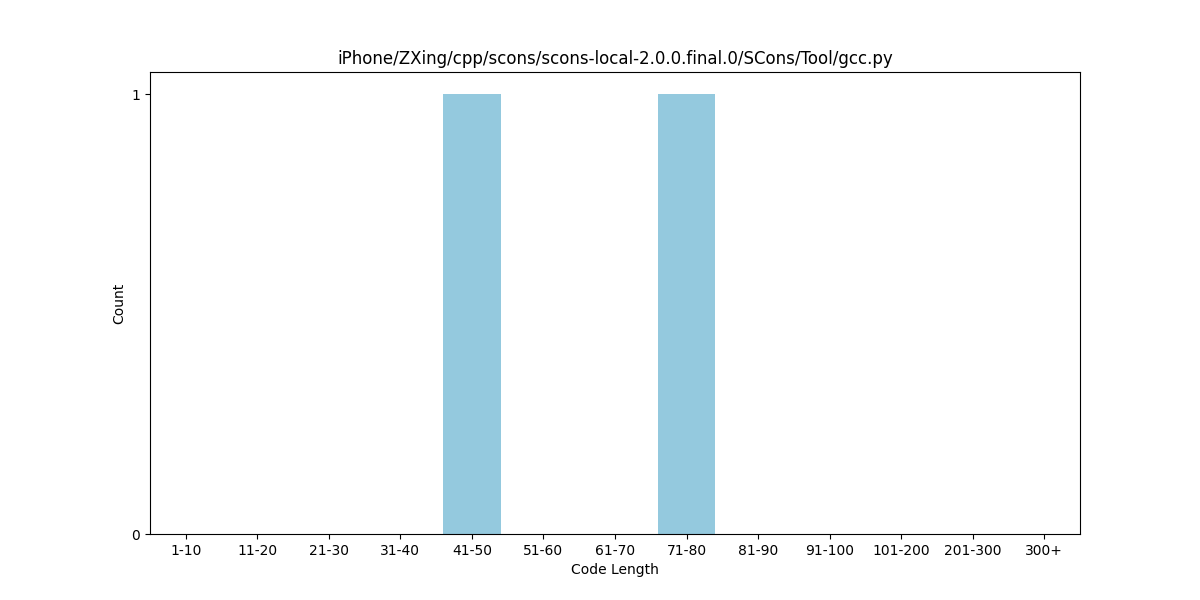 iPhone/ZXing/cpp/scons/scons-local-2.0.0.final.0/SCons/Tool/gcc.py
1
Count
0
1-10 11-20 21-30 31-40 41-50 51-60 61-70 71-80 81-90 91-100 101-200 201-300 300+
Code Length